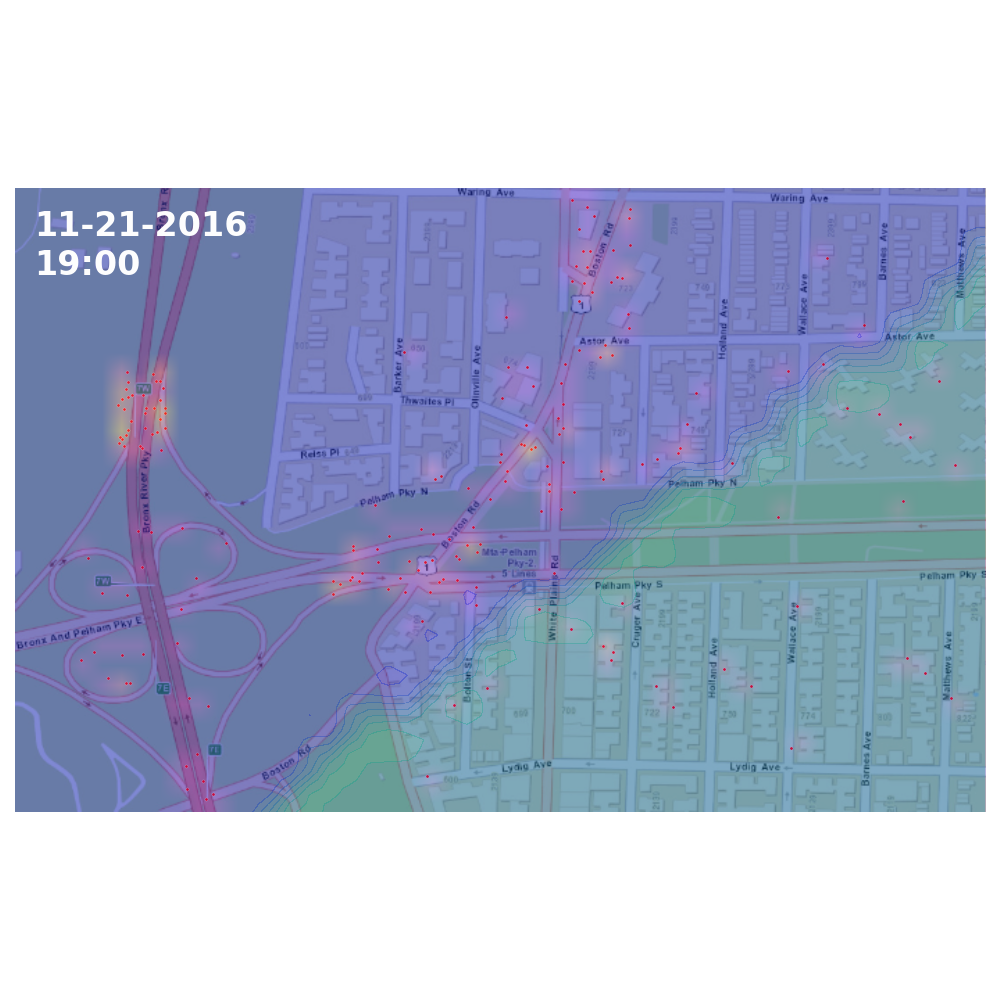 11-21-2016
19:00
Waring Ave
Waring Ave
Boston Rd
Barnes Ave
Matthews Ave
Wallace Ave
Holland Ave
1
Astor Ave
Astor Ave
Barker Ave
Olinville Ave
7W
Thwaites Pl
Reiss Pl
Bronx River Pky
Pelham Pky N
Pelham Pky N
Boston Rd
1
Mta-Pelham
Pky-2
5 Lines
White Plains Rd
7W
Pelham Pky S
Pelham Pky S
Bronx And Pelham Pky E
Cruger Ave
Wallace Ave
Holland Ave
Matthews Ave
Bolton St
7E
7E
Boston Rd
Lydig Ave
Lydig Ave
Barnes Ave